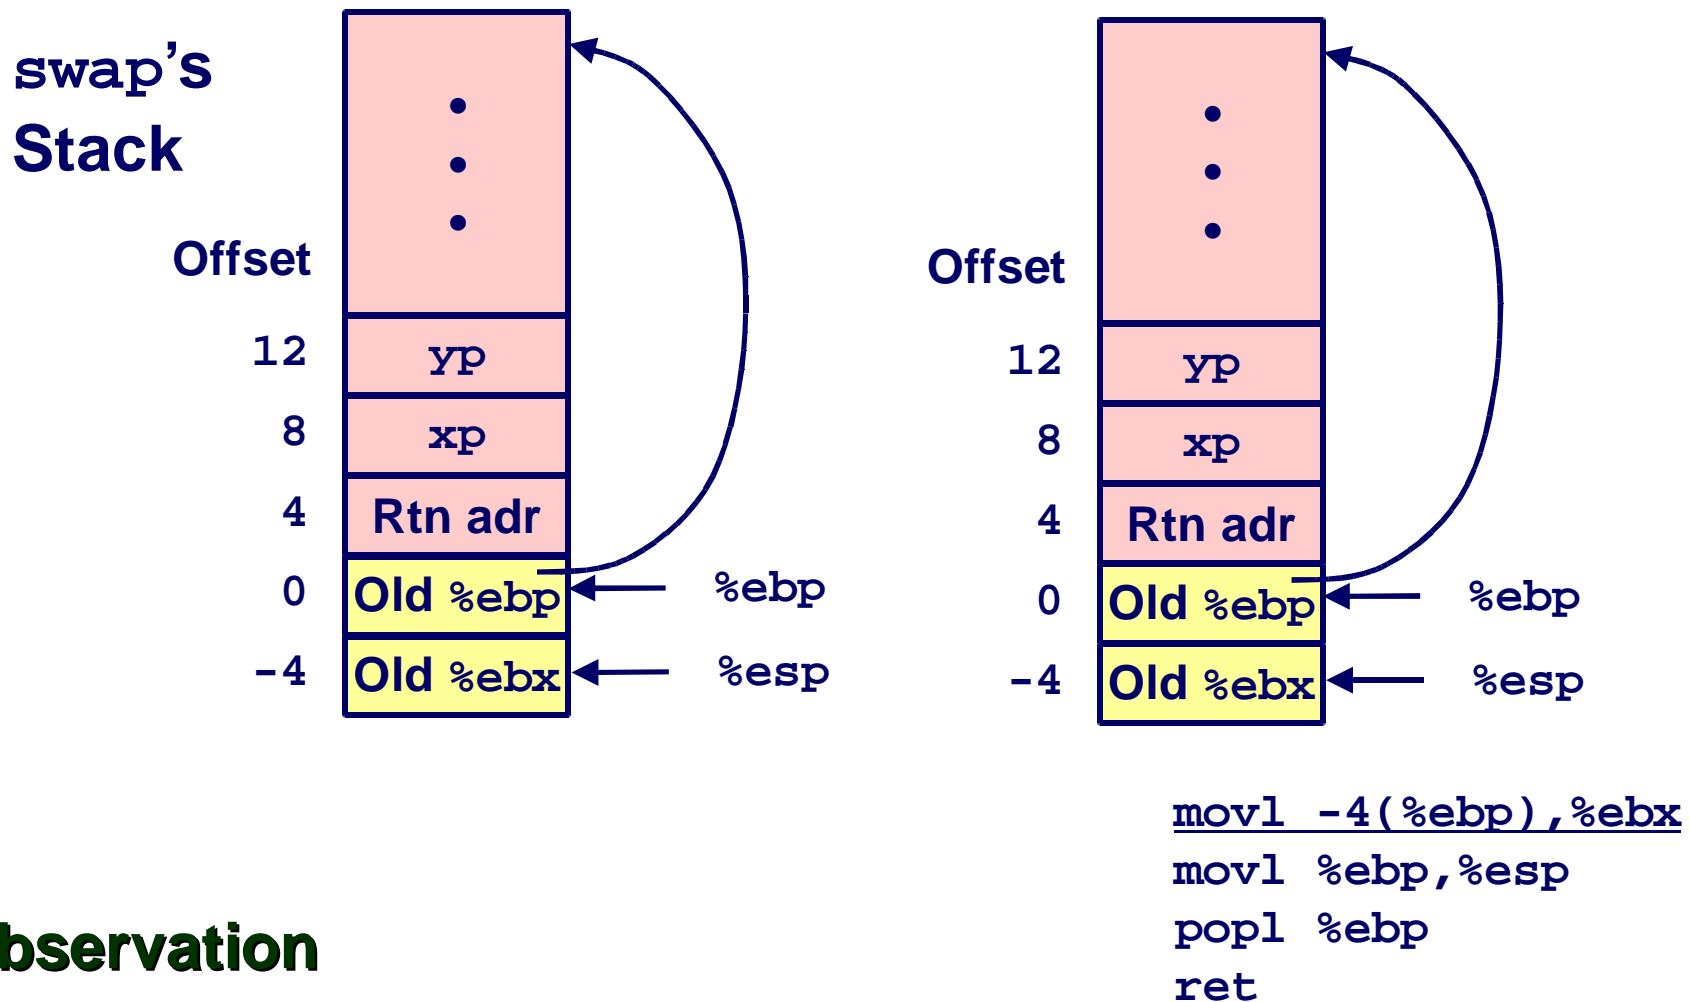 swap's
Stack
Offset
12 yp
8 xp
4 Rtn adr
0 Old %ebp %ebp
-4 Old %ebx %esp
Offset
12 yp
8 xp
4 Rtn adr
0 Old %ebp %ebp
-4 Old %ebx %esp
movl -4(%ebp),%ebx
movl %ebp,%esp
popl %ebp
ret
bservation